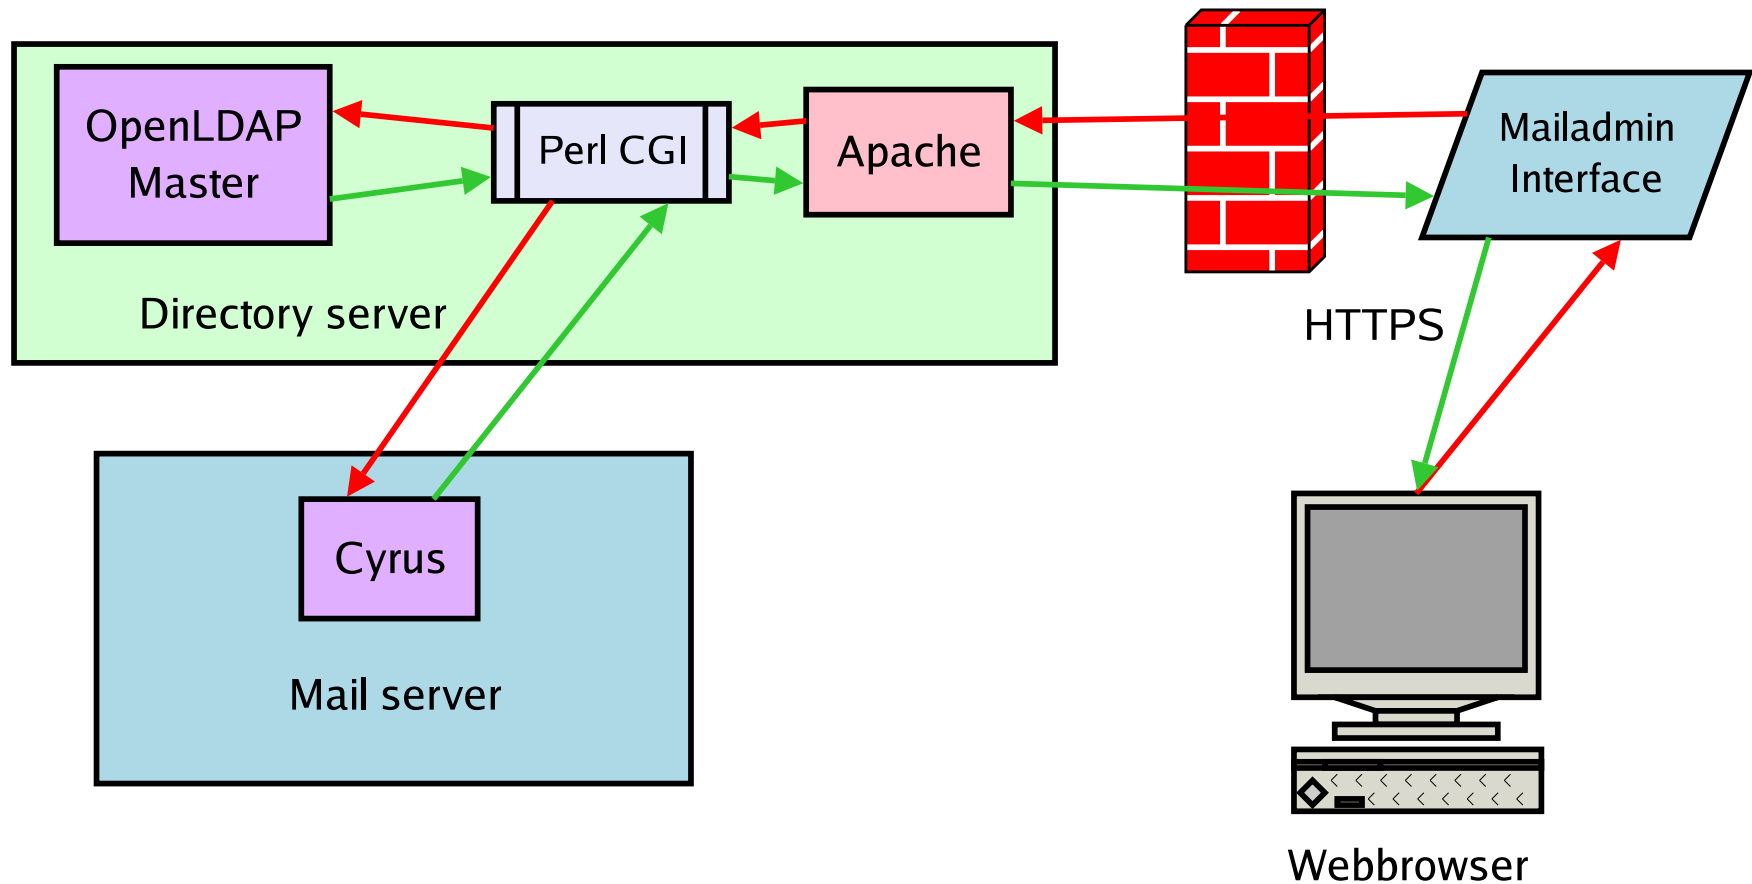 OpenLDAP
Master
Perl CGI
Apache
Mailadmin
Interface
Directory server
HTTPS
Cyrus
Mail server
Webbrowser